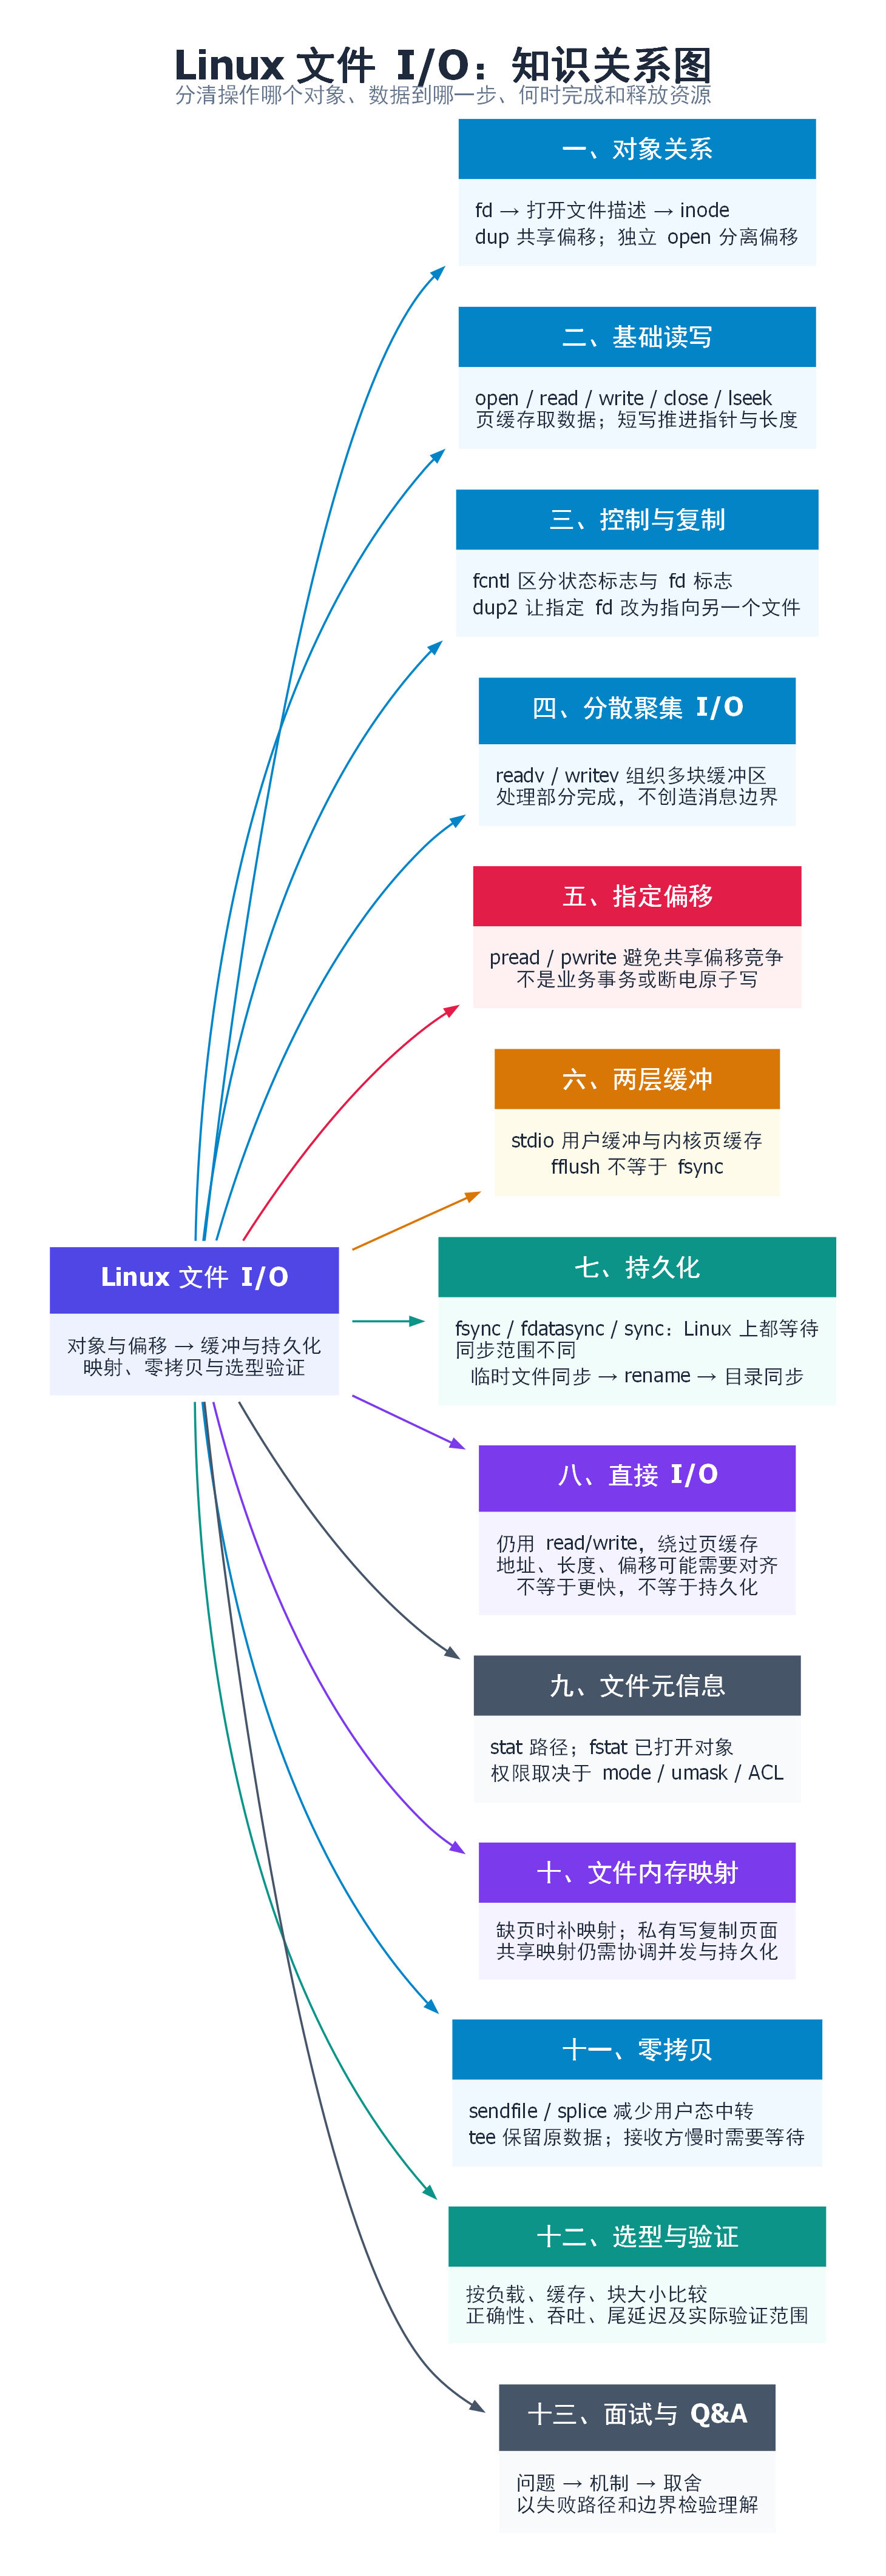 Linux 文件 I/O：知识关系图
分清操作哪个对象、数据到哪一步、何时完成和释放资源
一、对象关系
fd → 打开文件描述 → inode
dup 共享偏移；独立 open 分离偏移
二、基础读写
open / read / write / close / lseek
页缓存取数据；短写推进指针与长度
三、控制与复制
fcntl 区分状态标志与 fd 标志
dup2 让指定 fd 改为指向另一个文件
四、分散聚集 I/O
readv / writev 组织多块缓冲区
处理部分完成，不创造消息边界
五、指定偏移
pread / pwrite 避免共享偏移竞争
不是业务事务或断电原子写
六、两层缓冲
stdio 用户缓冲与内核页缓存
fflush 不等于 fsync
Linux 文件 I/O
对象与偏移 → 缓冲与持久化
映射、零拷贝与选型验证
七、持久化
fsync / fdatasync / sync：Linux 上都等待
同步范围不同
临时文件同步 → rename → 目录同步
八、直接 I/O
仍用 read/write，绕过页缓存
地址、长度、偏移可能需要对齐
不等于更快，不等于持久化
九、文件元信息
stat 路径；fstat 已打开对象
权限取决于 mode / umask / ACL
十、文件内存映射
缺页时补映射；私有写复制页面
共享映射仍需协调并发与持久化
十一、零拷贝
sendfile / splice 减少用户态中转
tee 保留原数据；接收方慢时需要等待
十二、选型与验证
按负载、缓存、块大小比较
正确性、吞吐、尾延迟及实际验证范围
十三、面试与 Q&A
问题 → 机制 → 取舍
以失败路径和边界检验理解